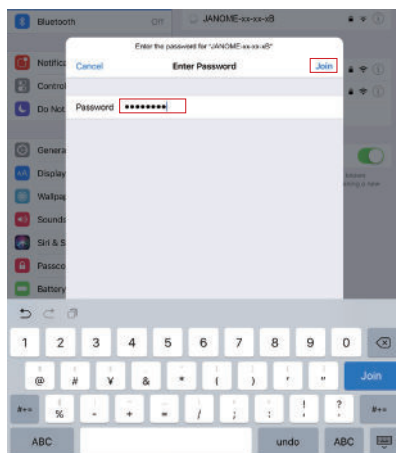 Bluetooth Off JANOME-xx-xx-xB
Enter the password for "JANOME-xx-xx-xB"
Cancel Enter Password Join
Notifica
Control
Do Not
Password ●●●●●●●●
Genera
Display
Wallpap
Sounds
Siri & S
Passco
Battery
1 2 3 4 5 6 7 8 9 0
@ # ¥ & * ( ) ' " Join
#+= % - + = / ; : ! , ? . #+=
ABC undo ABC